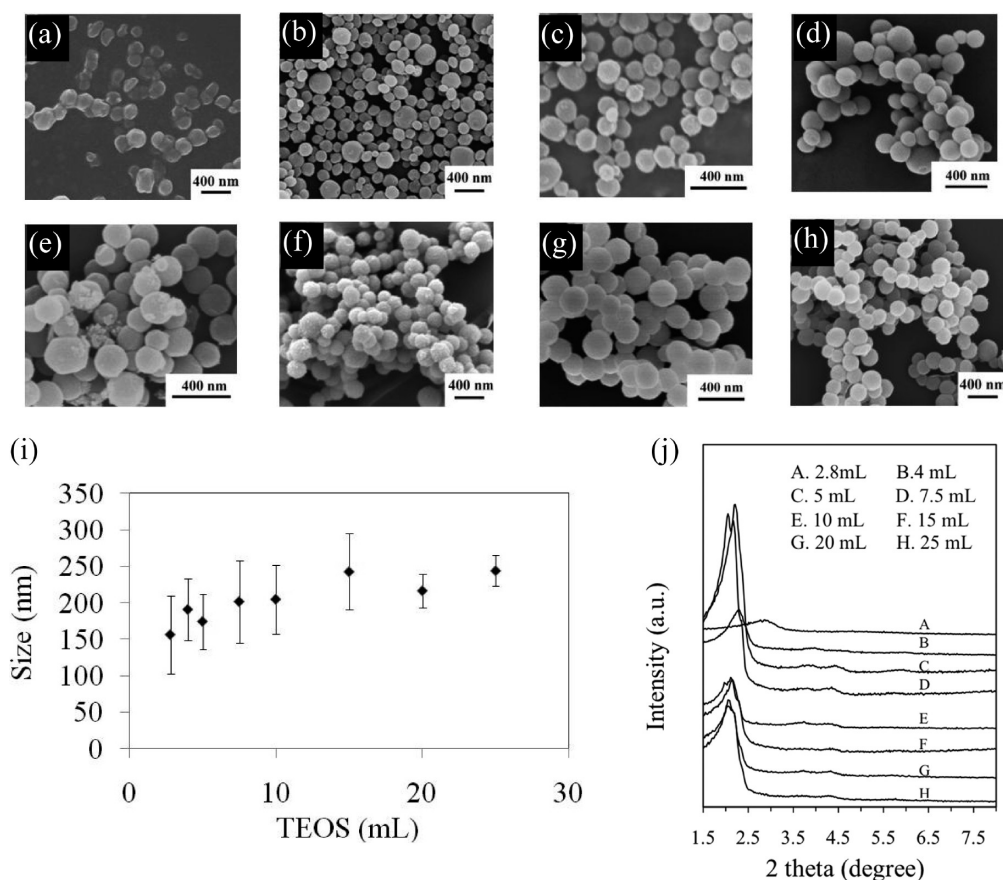 (a) (b) (c) (d)
400 nm 400 nm 400 nm 400 nm
(e) (f) (g) (h)
400 nm 400 nm 400 nm 400 nm
(i)
350
300
250
200
150
100
50
0
Size (nm)
0 10 20 30
TEOS (mL)
(j)
A. 2.8mL B.4 mL
C. 5 mL D. 7.5 mL
E. 10 mL F. 15 mL
G. 20 mL H. 25 mL
A
B
C
D
E
F
G
H
Intensity (a.u.)
1.5 2.5 3.5 4.5 5.5 6.5 7.5
2 theta (degree)